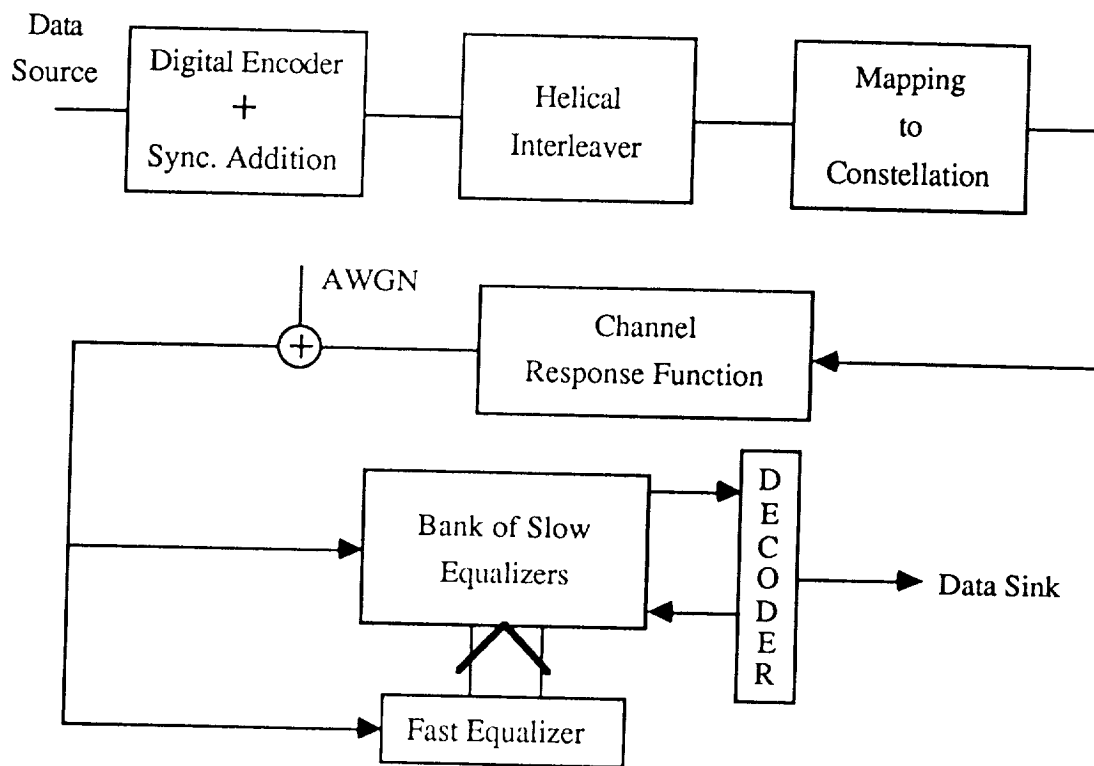 Data
Source
Digital Encoder
+
Sync. Addition
Helical
Interleaver
Mapping
to
Constellation
AWGN
+
Channel
Response Function
Bank of Slow
Equalizers
DECODER
Data Sink
Fast Equalizer